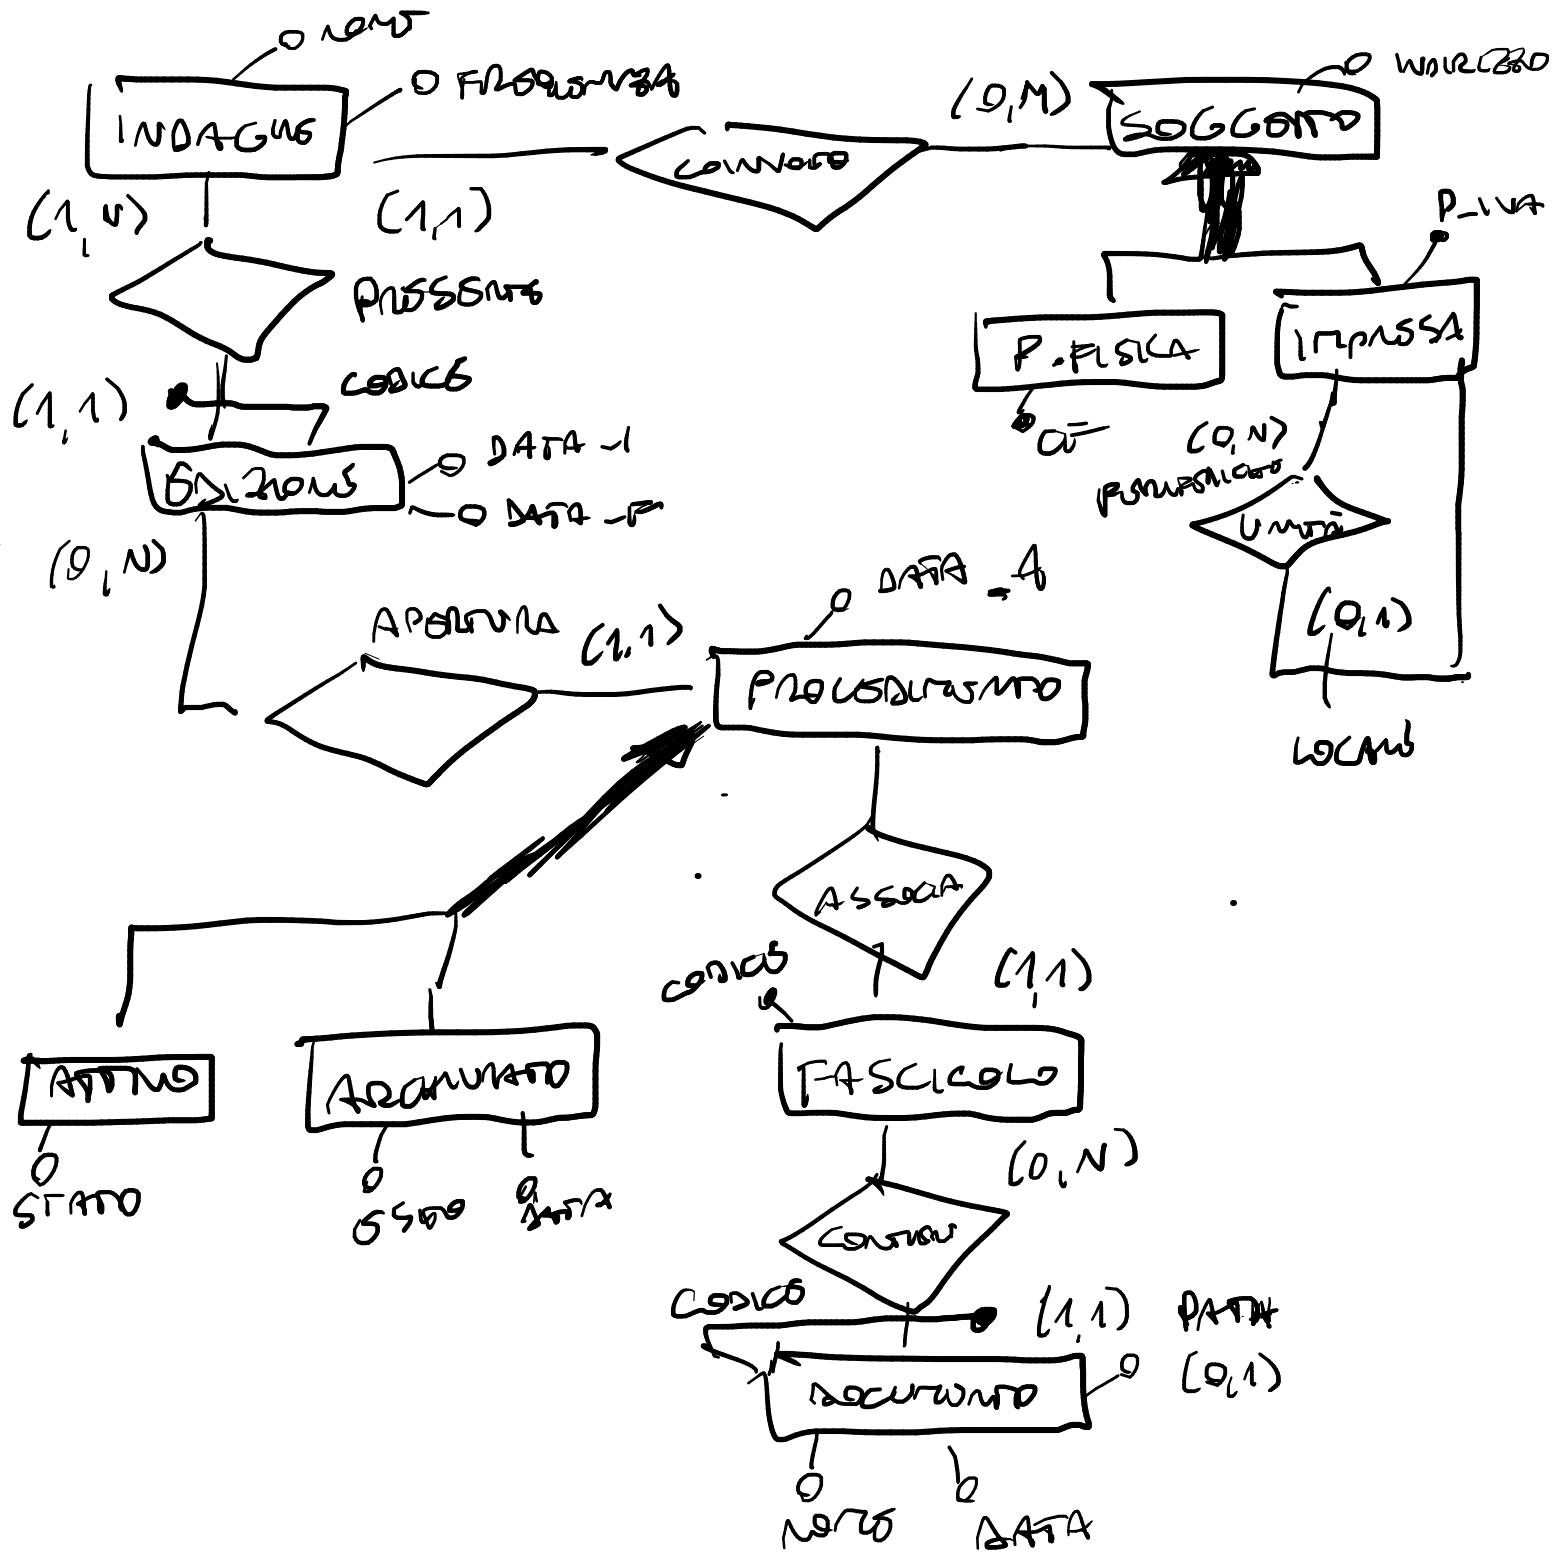 NOME
FREQUENZA
INDAGINE
(1,1)
COINVOLTO
(0,M)
SOGGETTO
INDIRIZZO
(1,N)
PRESENTE
(1,1)
CODICE
EDIZIONE
DATA_I
DATA_F
(0,N)
P_IVA
P.FISICA
CF
IMPRESA
(0,N)
UNITÀ
(0,1)
LOCALE
APERTURA
(1,1)
DATA_A
PROCEDIMENTO
ASSOCIA
CODICE
(1,1)
FASCICOLO
(0,N)
ATTIVO
STATO
ARCHIVIATO
ESITO
DATA
CONTIENE
CODICE
(1,1)
PATH
(0,1)
DOCUMENTO
NOTE
DATA